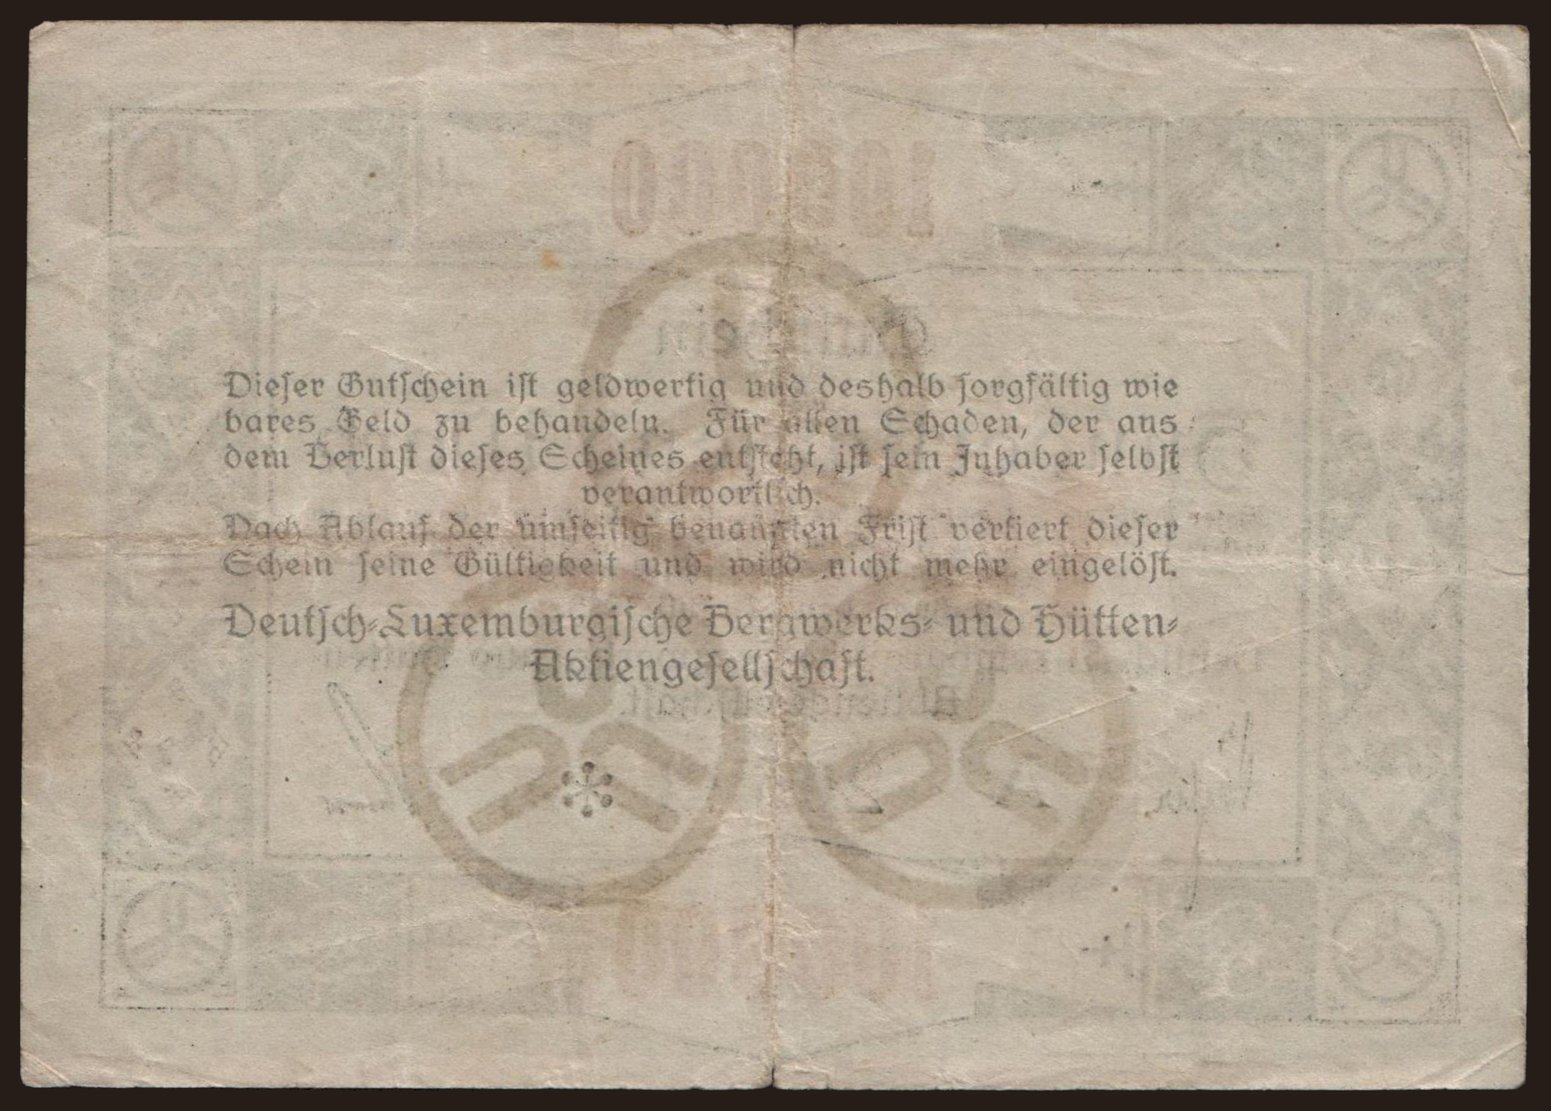 Dieser Gutschein ist geldwertig und deshalb sorgfältig wie
bares Geld zu behandeln. Für allen Schaden, der aus
dem Verlust dieses Scheines entsteht, ist sein Inhaber selbst
verantwortlich.
Nach Ablauf der umseitig benannten Frist verliert dieser
Schein seine Gültigkeit und wird nicht mehr eingelöst.
Deutsch-Luxemburgische Bergwerks- und Hütten-
Aktiengesellschaft.